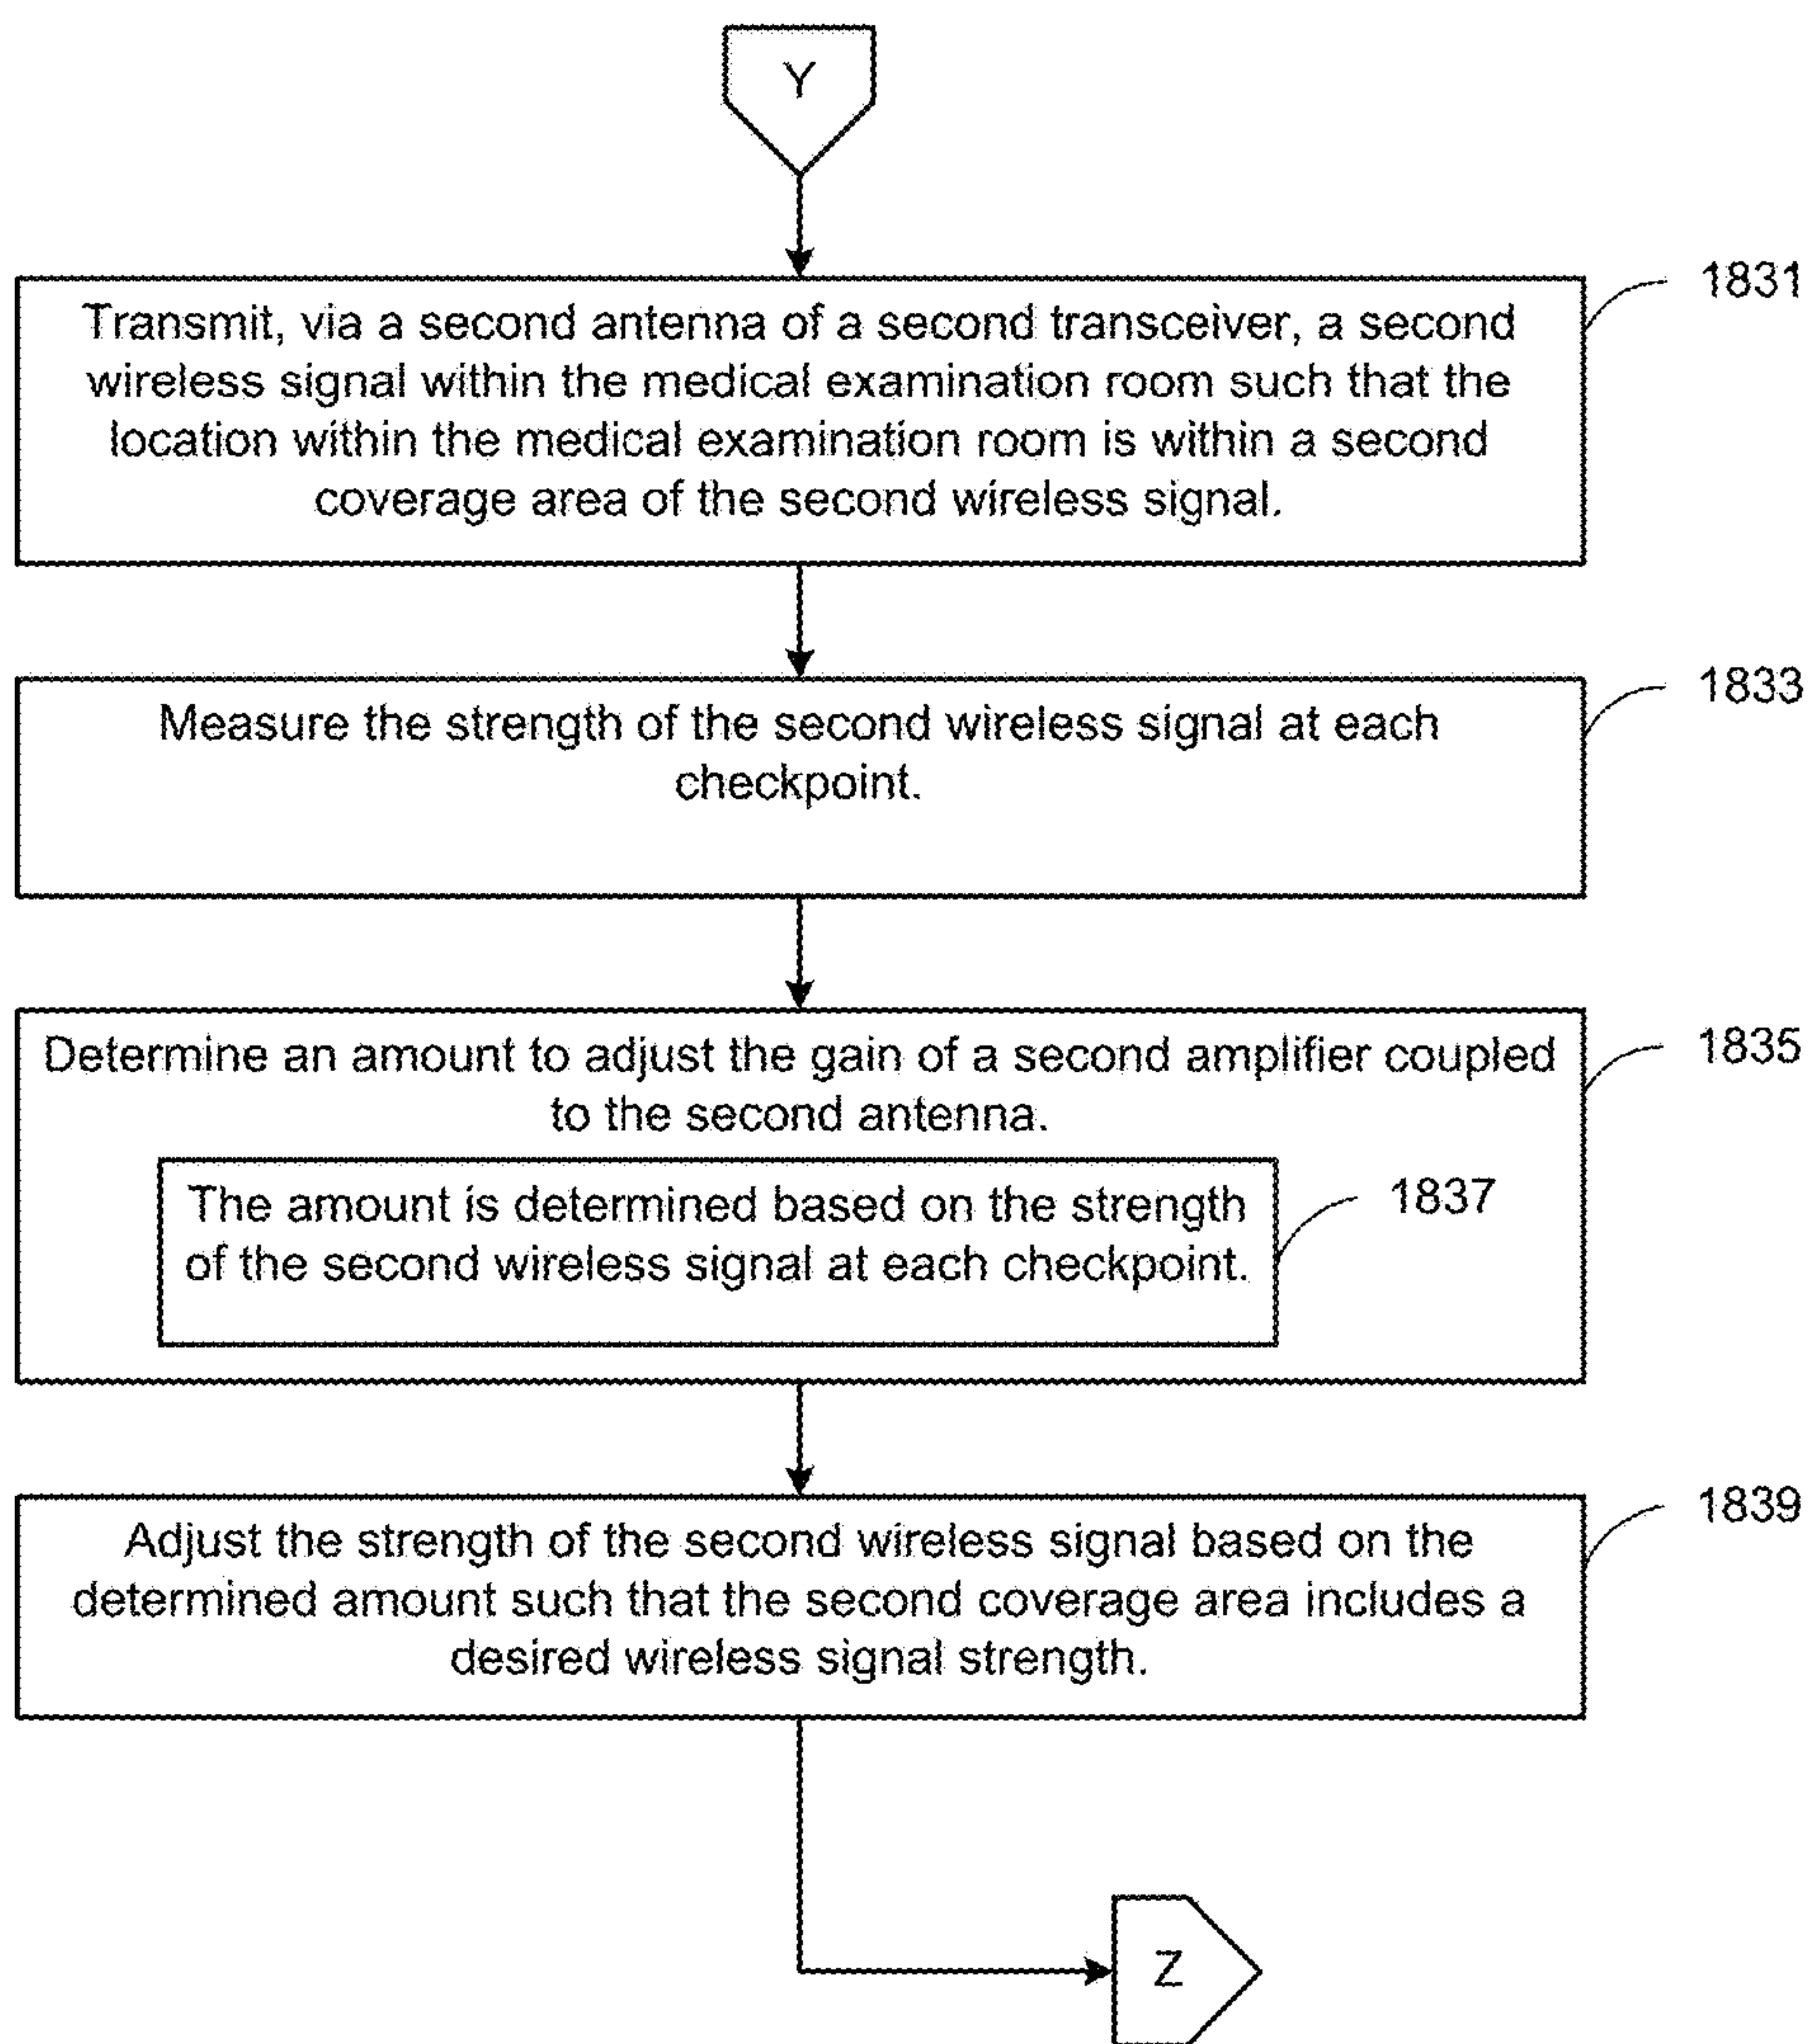 Y
1831
Transmit, via a second antenna of a second transceiver, a second
wireless signal within the medical examination room such that the
location within the medical examination room is within a second
coverage area of the second wireless signal.
1833
Measure the strength of the second wireless signal at each
checkpoint.
1835
Determine an amount to adjust the gain of a second amplifier coupled
to the second antenna.
1837
The amount is determined based on the strength
of the second wireless signal at each checkpoint.
1839
Adjust the strength of the second wireless signal based on the
determined amount such that the second coverage area includes a
desired wireless signal strength.
Z